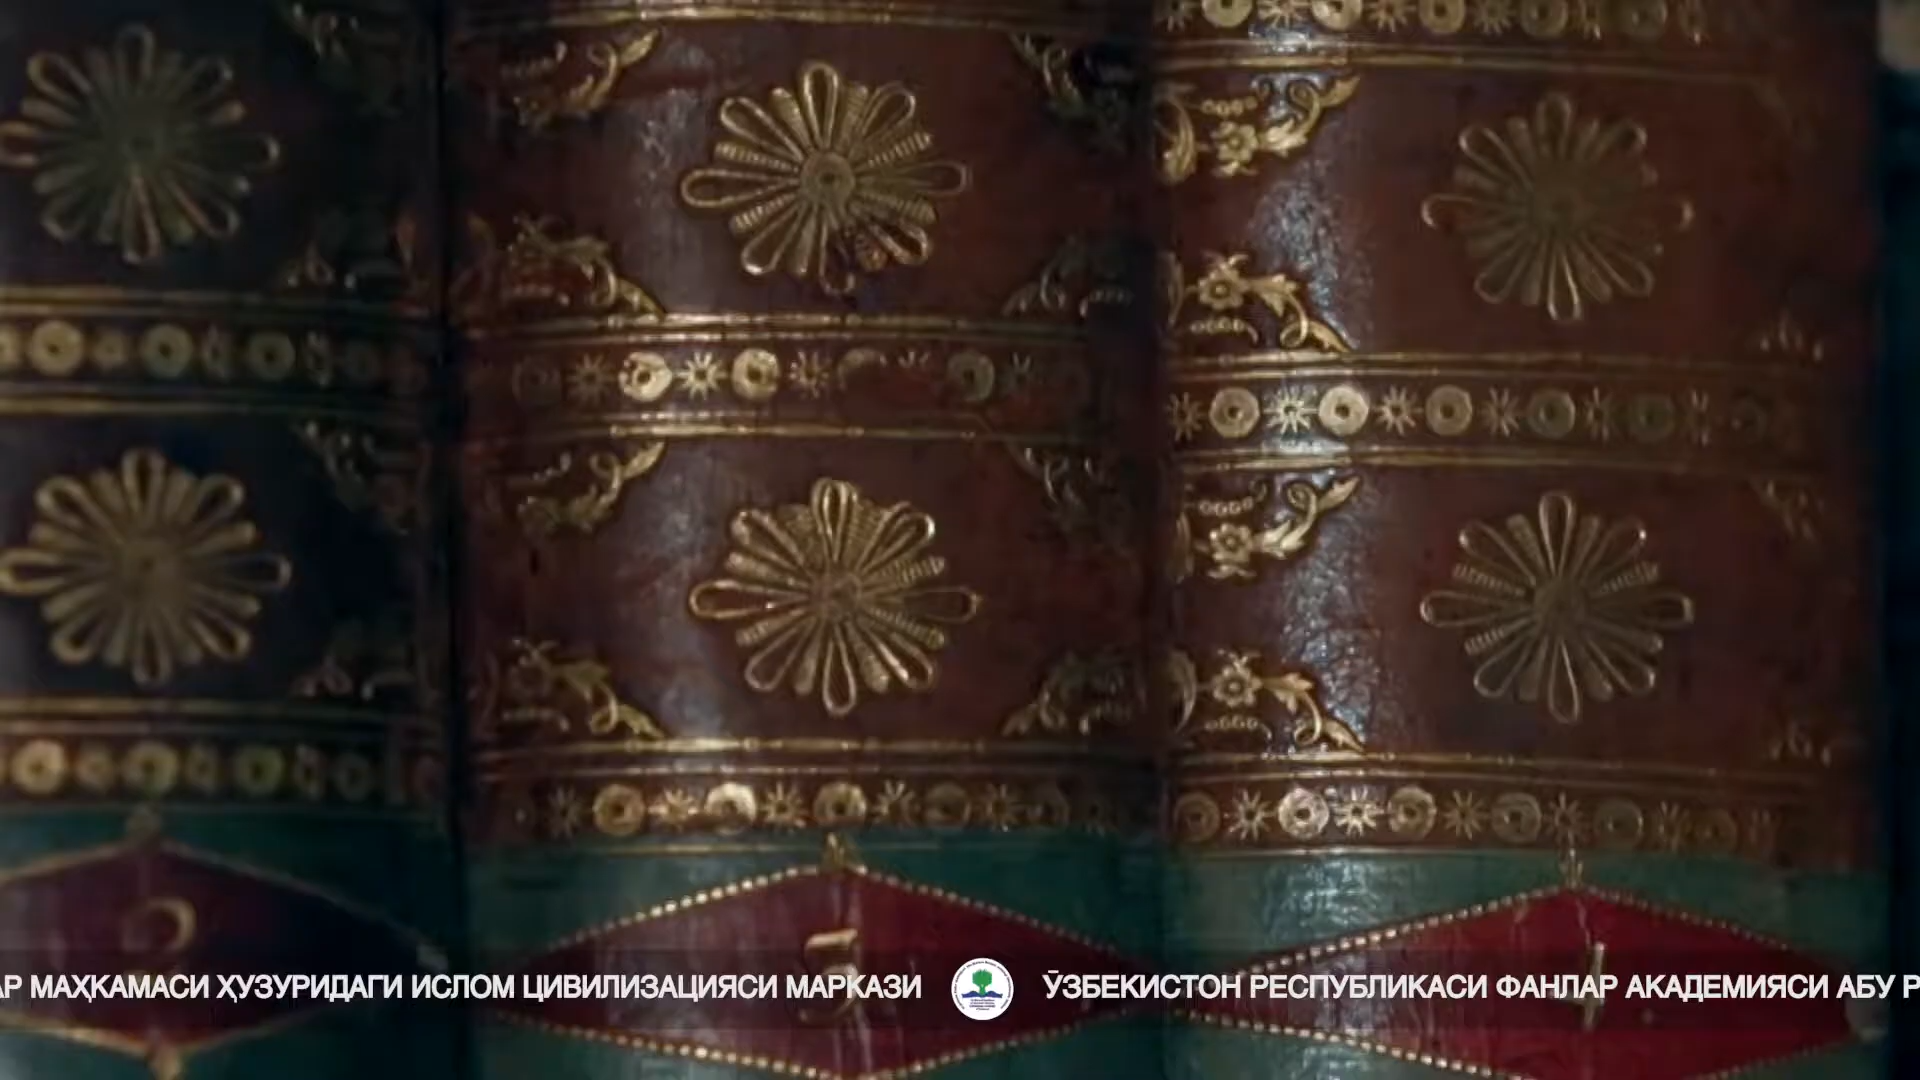 АР МАҲКАМАСИ ҲУЗУРИДАГИ ИСЛОМ ЦИВИЛИЗАЦИЯСИ МАРКАЗИ ЎЗБЕКИСТОН РЕСПУБЛИКАСИ ФАНЛАР АКАДЕМИЯСИ АБУ Р